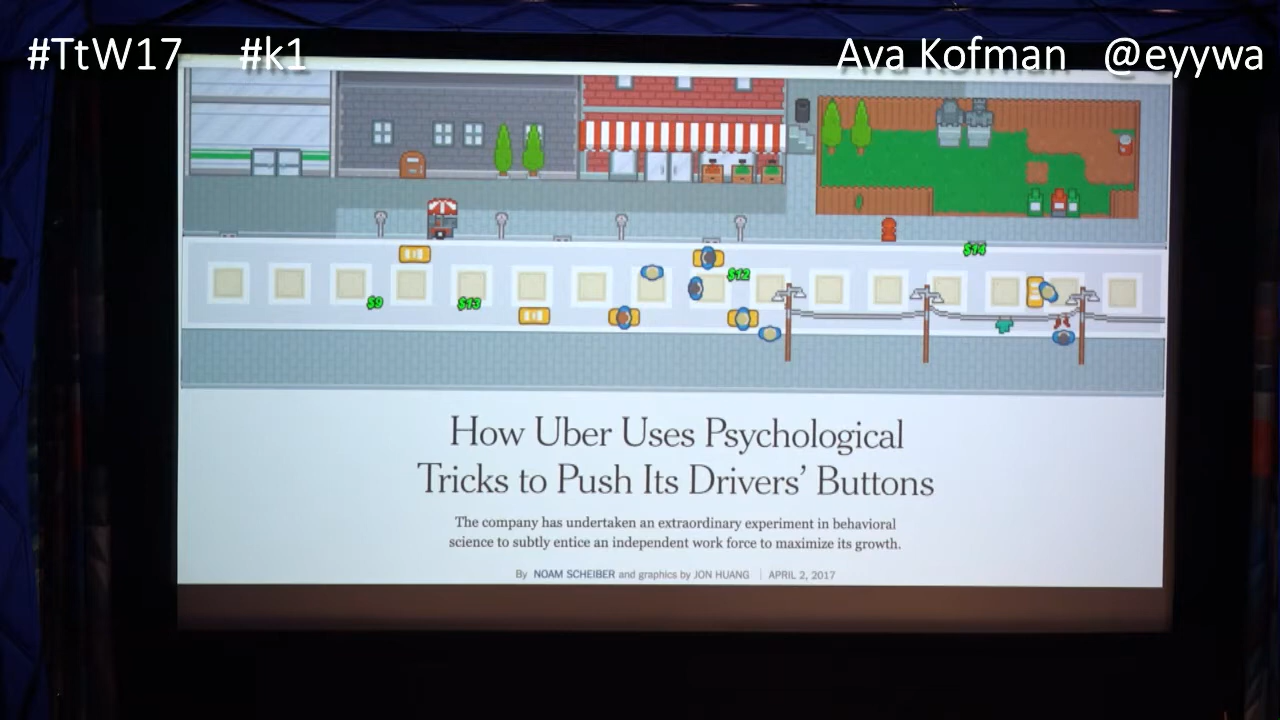 #TtW17 #k1 Ava Kofman @eyywa
$14
$12
$9 $13
How Uber Uses Psychological
Tricks to Push Its Drivers’ Buttons
The company has undertaken an extraordinary experiment in behavioral
science to subtly entice an independent work force to maximize its growth.
By NOAM SCHEIBER and graphics by JON HUANG | APRIL 2, 2017